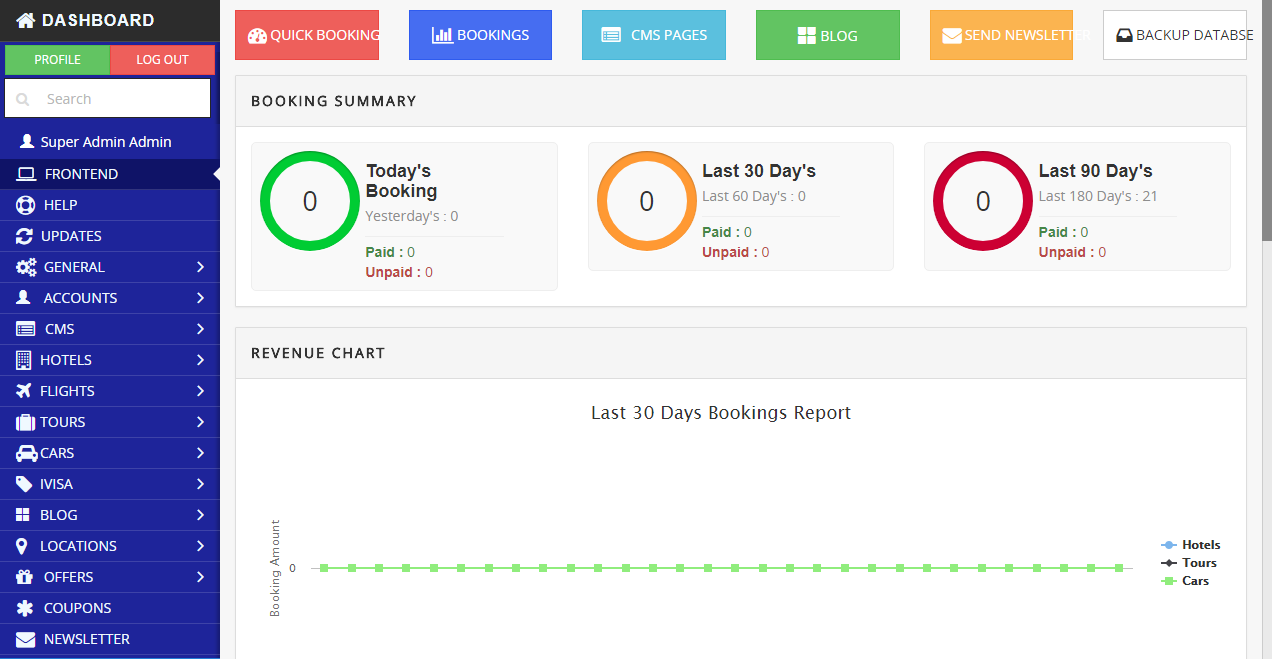 DASHBOARD
PROFILE
LOG OUT
Search
Super Admin Admin
FRONTEND
HELP
UPDATES
GENERAL
ACCOUNTS
CMS
HOTELS
FLIGHTS
TOURS
CARS
IVISA
BLOG
LOCATIONS
OFFERS
COUPONS
NEWSLETTER
QUICK BOOKING
BOOKINGS
CMS PAGES
BLOG
SEND NEWSLETTER
BACKUP DATABSE
BOOKING SUMMARY
0
Today's
Booking
Yesterday's : 0
Paid : 0
Unpaid : 0
0
Last 30 Day's
Last 60 Day's : 0
Paid : 0
Unpaid : 0
0
Last 90 Day's
Last 180 Day's : 21
Paid : 0
Unpaid : 0
REVENUE CHART
Last 30 Days Bookings Report
Booking Amount
0
Hotels
Tours
Cars